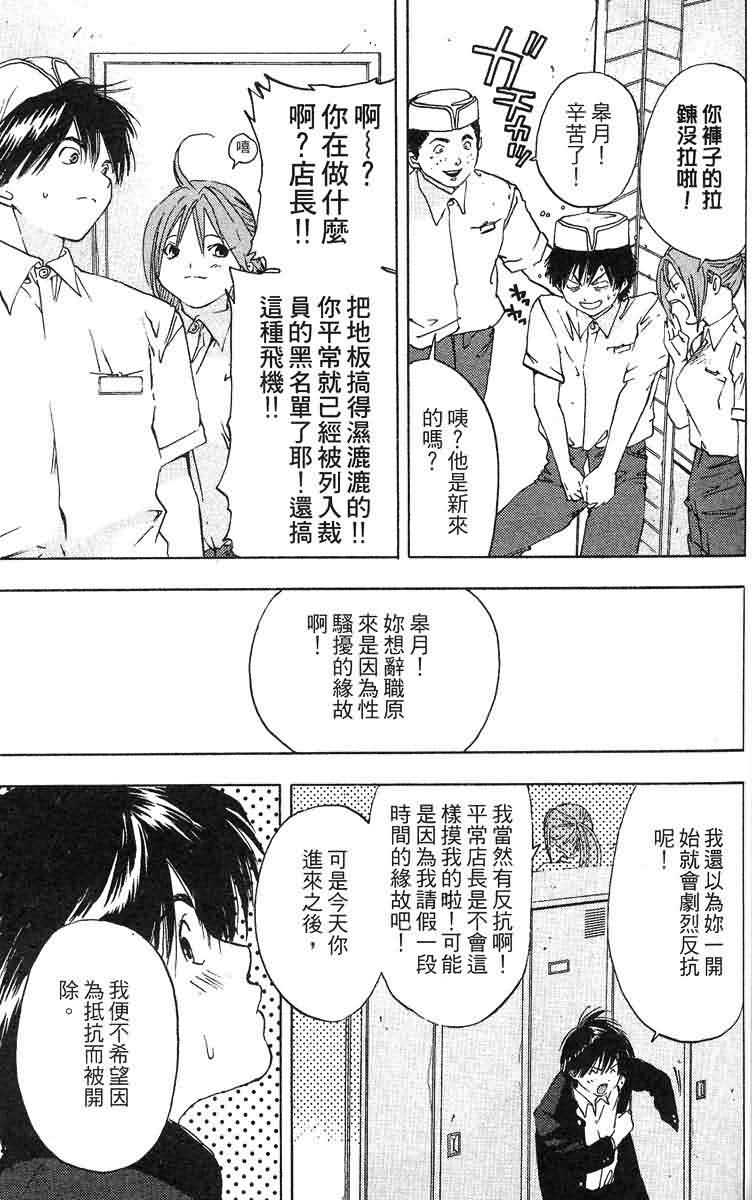 你褲子的拉
鍊沒拉啦！
皋月！
辛苦了！
ガチャッ
咦？他是新來
的嗎？
啊～？
你在做什麼
啊？店長!!
把地板搞得濕漉漉的!!
你平常就已經被列入裁
員的黑名單了耶！還搞
這種飛機!!
嘻
皋月！
妳想辭職原
來是因為性
騷擾的緣故
啊！
我還以為妳一開
始就會劇烈反抗
呢！
我當然有反抗啊！
平常店長是不會這
樣摸我的啦！可能
是因為我請假一段
時間的緣故吧！
可是今天你
進來之後，
我便不希望因
為抵抗而被開
除。